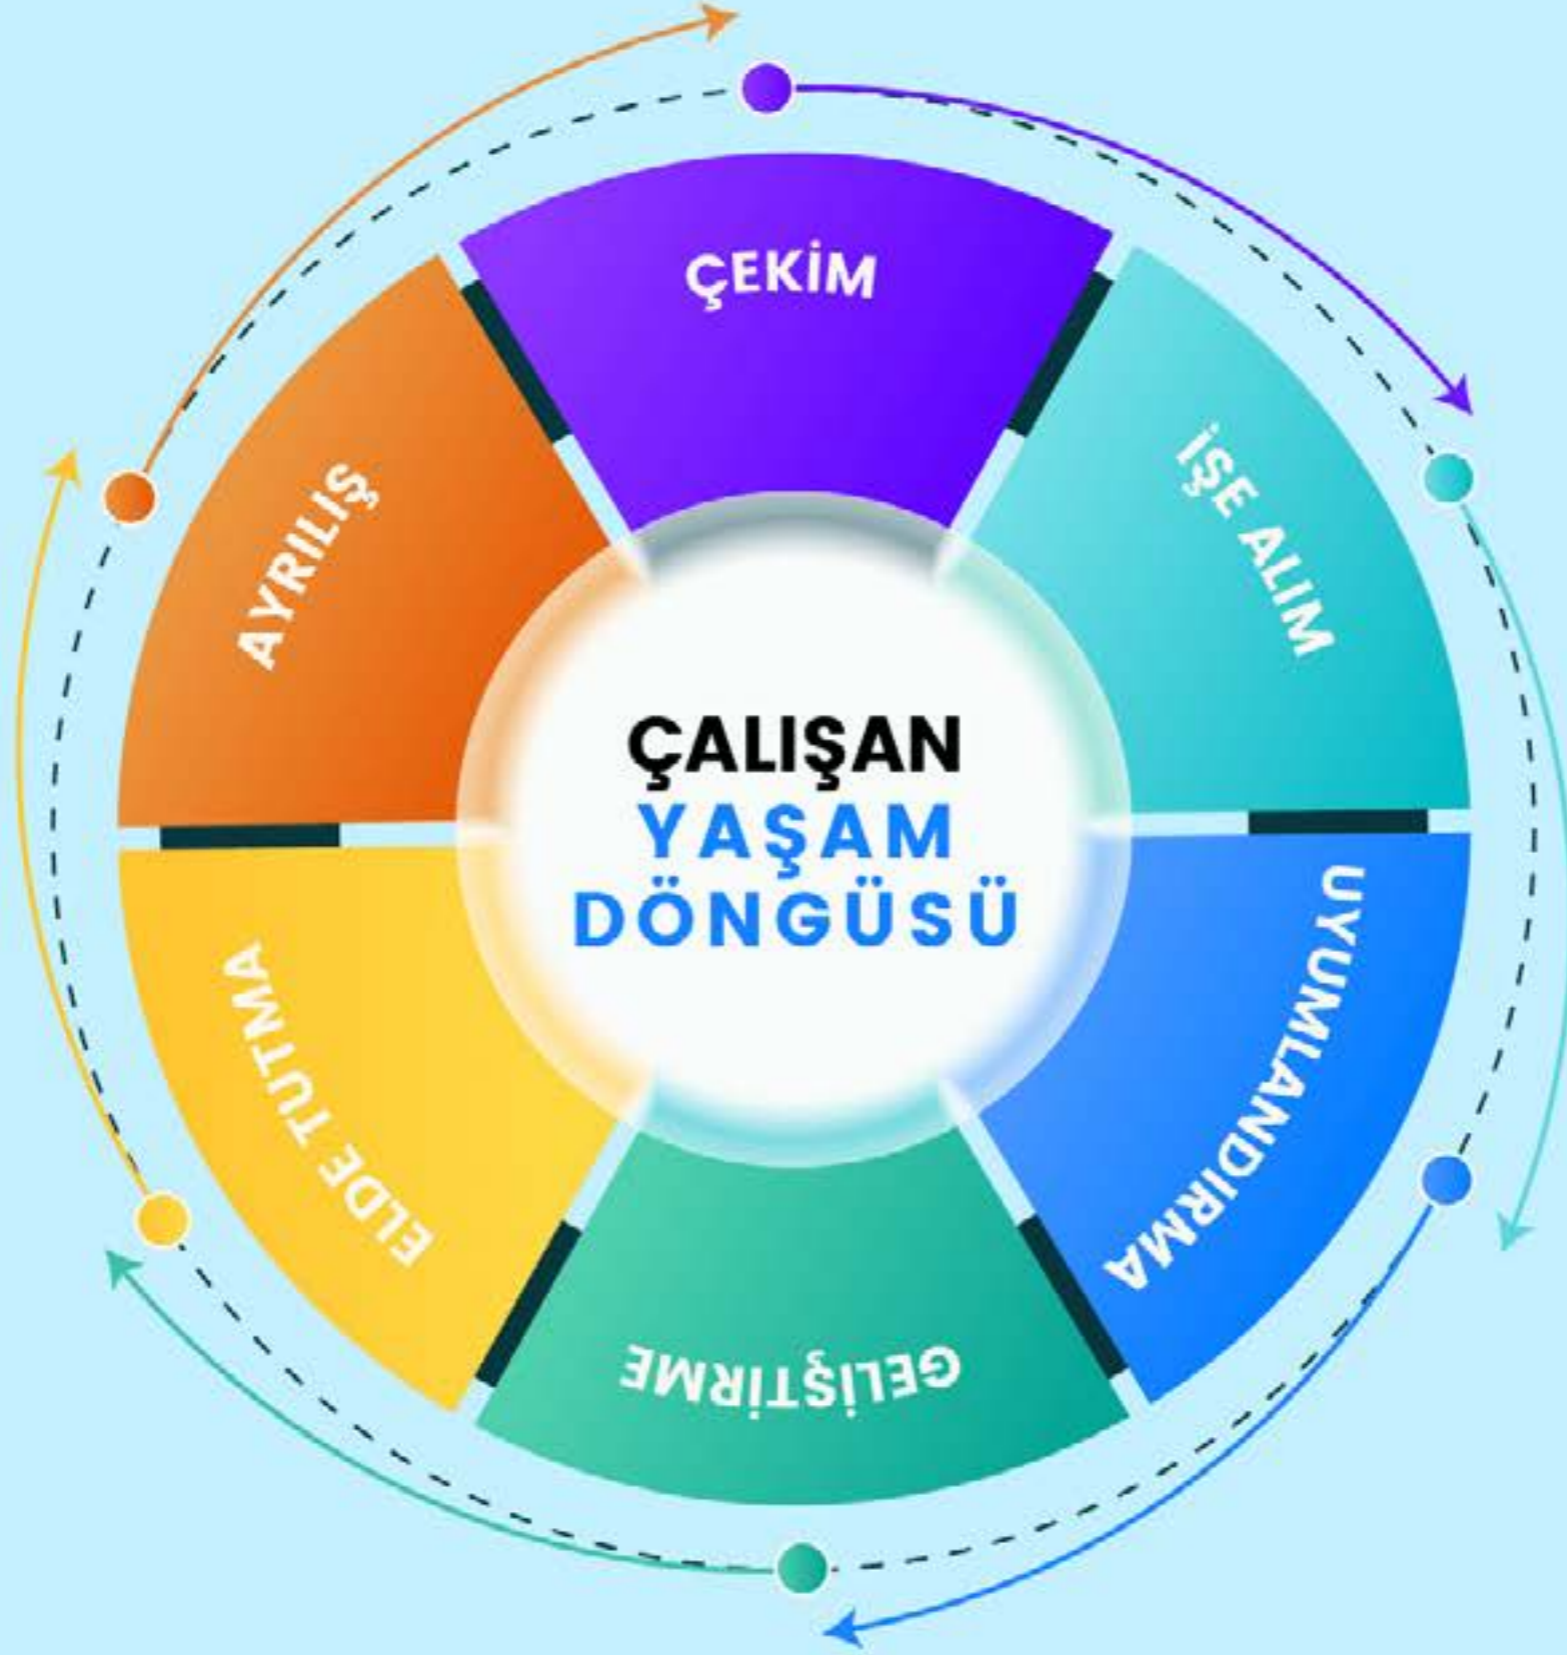 ÇEKİM
İŞE ALIM
UYUMLANDIRMA
GELİŞTİRME
ELDE TUTMA
AYRILIŞ
ÇALIŞAN
YAŞAM
DÖNGÜSÜ